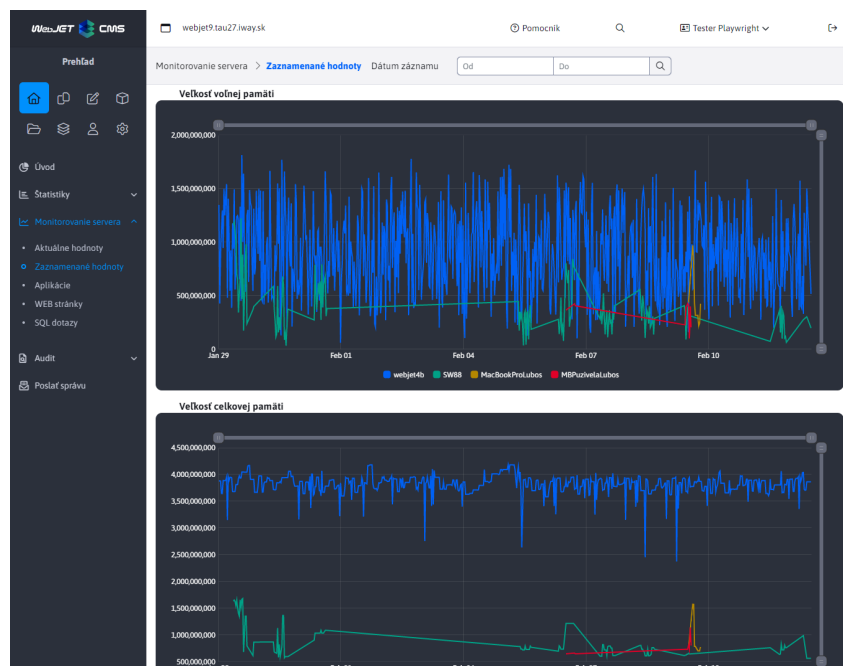 WebJET CMS
webjet9.tau27.iway.sk
Pomocník
Tester Playwright
Prehľad
Monitorovanie servera
Zaznamenané hodnoty
Dátum záznamu
Od
Do
Úvod
Štatistiky
Monitorovanie servera
Aktuálne hodnoty
Zaznamenané hodnoty
Aplikácie
WEB stránky
SQL dotazy
Audit
Poslať správu
Veľkosť voľnej pamäti
2,000,000,000
1,500,000,000
1,000,000,000
500,000,000
0
Jan 29
Feb 01
Feb 04
Feb 07
Feb 10
webjet4b
SW88
MacBookProLubos
MBPuzivelaLubos
Veľkosť celkovej pamäti
4,500,000,000
4,000,000,000
3,500,000,000
3,000,000,000
2,500,000,000
2,000,000,000
1,500,000,000
1,000,000,000
500,000,000